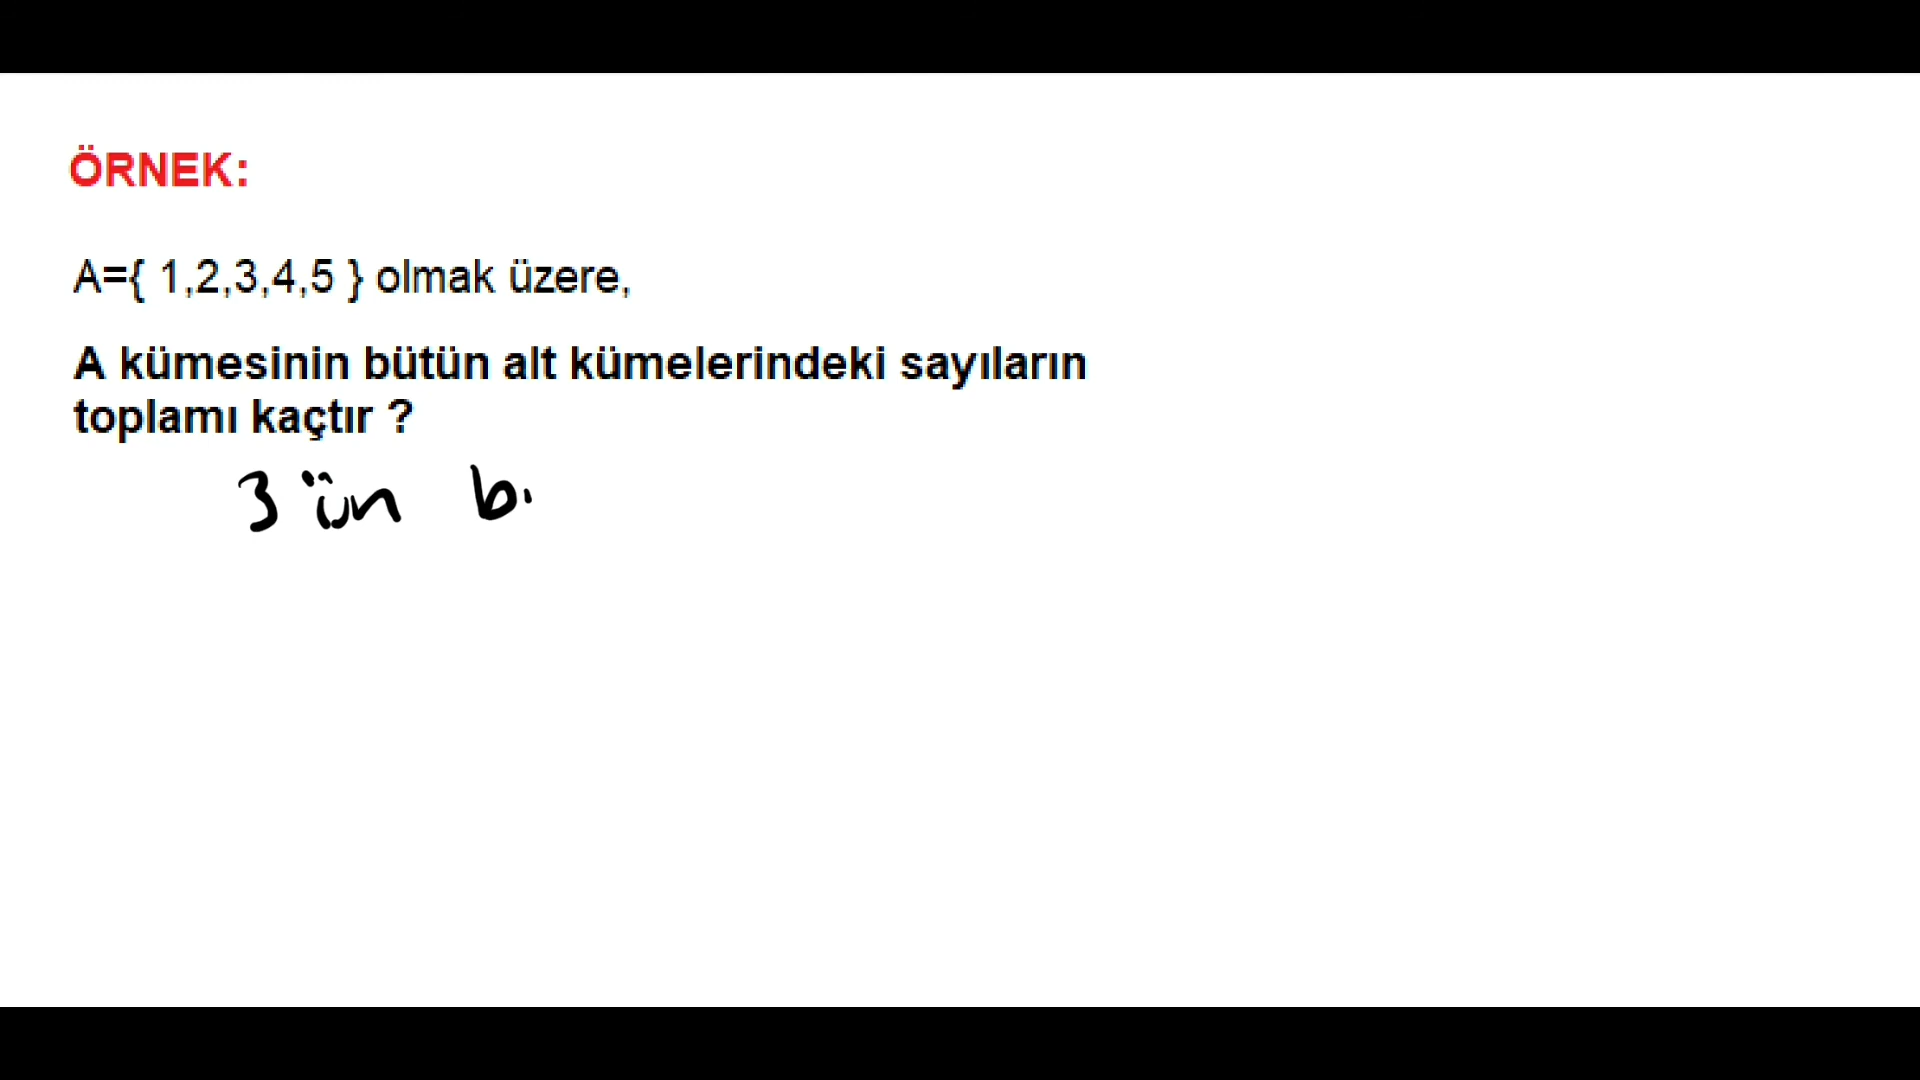 ÖRNEK:
A={ 1,2,3,4,5 } olmak üzere,
A kümesinin bütün alt kümelerindeki sayıların
toplamı kaçtır ?
3 ün b